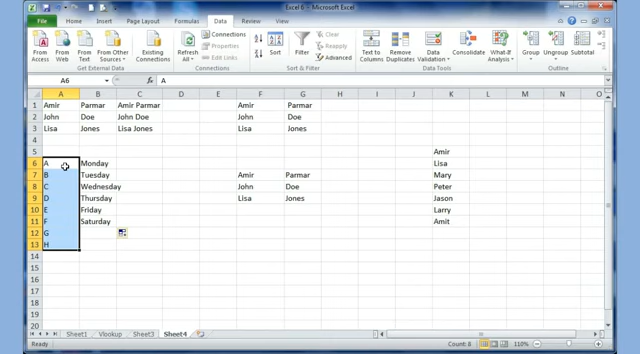 Excel 6 - Microsoft Excel
File Home Insert Page Layout Formulas Data Review View
From Access From Web From Text From Other Sources Existing Connections Refresh All Connections Properties Edit Links Sort Filter Clear Reapply Advanced Text to Columns Remove Duplicates Data Validation Consolidate What-If Analysis Group Ungroup Subtotal
Get External Data Connections Sort & Filter Data Tools Outline
A6 fx A
A B C D E F G H I J K L M N O
1 Amir Parmar Amir Parmar Amir Parmar
2 John Doe John Doe John Doe
3 Lisa Jones Lisa Jones Lisa Jones
4
5 Amir
6 A Monday Lisa
7 B Tuesday Amir Parmar Mary
8 C Wednesday John Doe Peter
9 D Thursday Lisa Jones Jason
10 E Friday Larry
11 F Saturday Amit
12 G
13 H
14
15
16
17
18
19
20
Sheet1 Vlookup Sheet3 Sheet4
Count: 8 110%